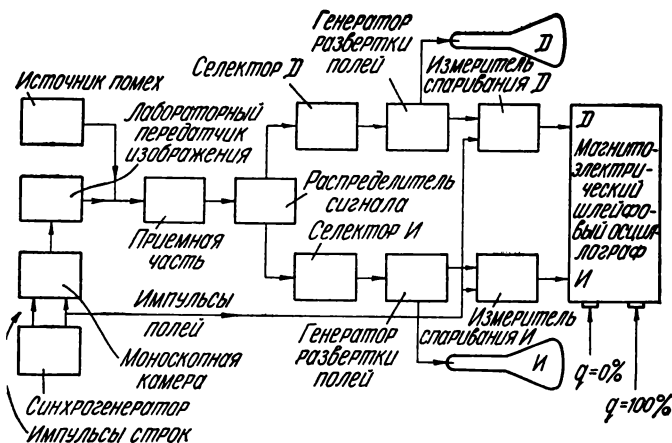 Генератор
развертки
полей
Селектор D
Измеритель
спаривания D
D
Источник помех
Лабораторный
передатчик
изображения
D
Магнито-
электри-
ческий
шлейфо-
вый осцил-
лограф
И
Распределитель
сигнала
Селектор И
Приемная
часть
Импульсы
полей
Генератор
развертки
полей
Измеритель
спаривания И
И
Моноскопная
камера
q=0%
q=100%
Синхрогенератор
Импульсы строк